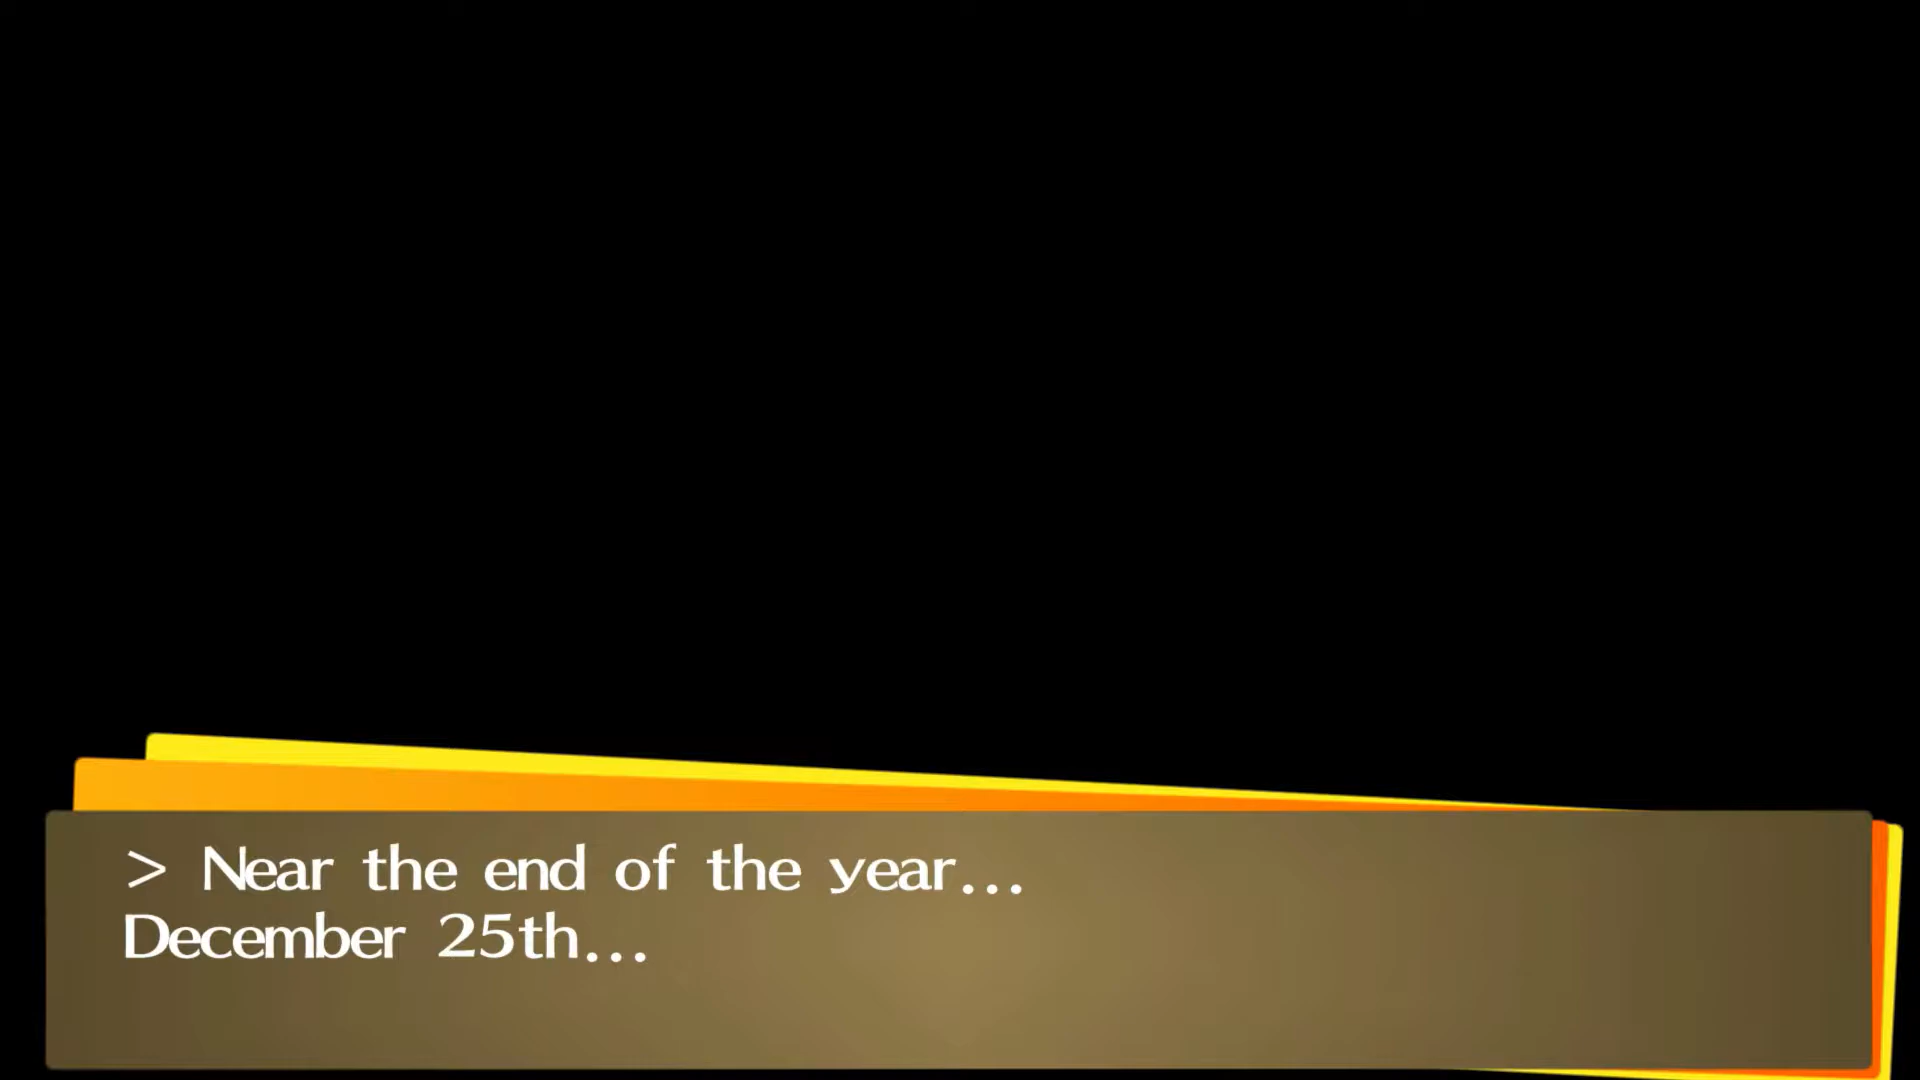 > Near the end of the year...
December 25th...